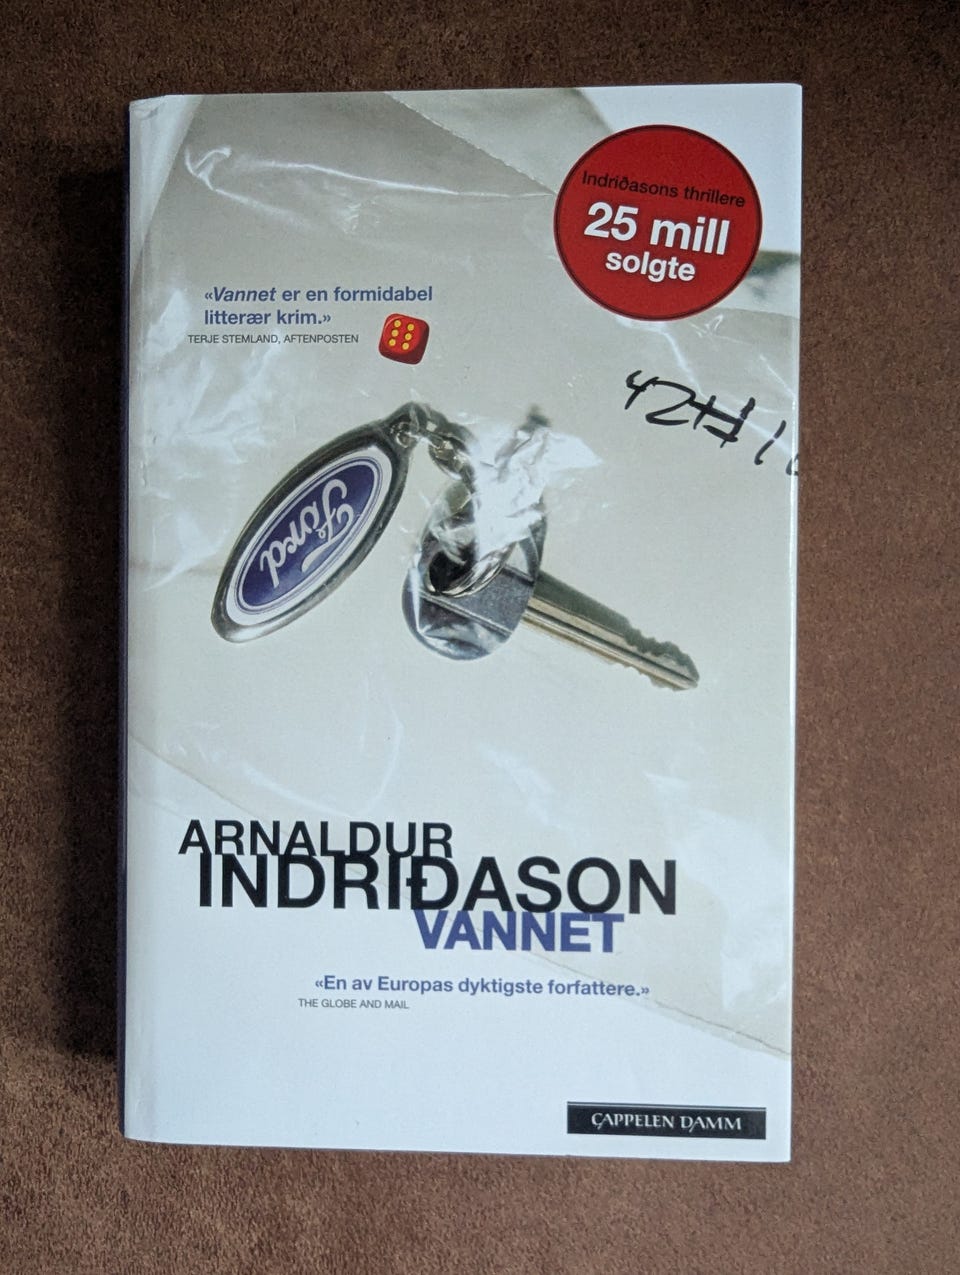 Indriðasons thrillere
25 mill
solgte
«Vannet er en formidabel
litterær krim.»
TERJE STEMLAND, AFTENPOSTEN
Ford
ARNALDUR
INDRIÐASON
VANNET
«En av Europas dyktigste forfattere.»
THE GLOBE AND MAIL
CAPPELEN DAMM